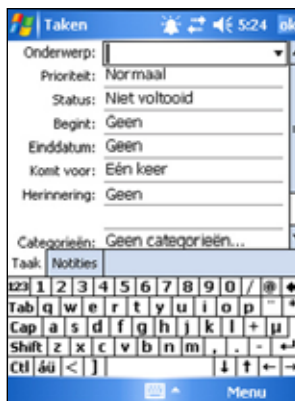 Taken 5:24 ok
Onderwerp:
Prioriteit: Normaal
Status: Niet voltooid
Begint: Geen
Einddatum: Geen
Komt voor: Eén keer
Herinnering: Geen
Categorieën: Geen categorieën...
Taak Notities
123 1 2 3 4 5 6 7 8 9 0 / @
Tab q w e r t y u i o p ¨ *
Cap a s d f g h j k l + µ
Shift z x c v b n m , . -
Ctl áü < ] ↓ ↑ ← →
Menu